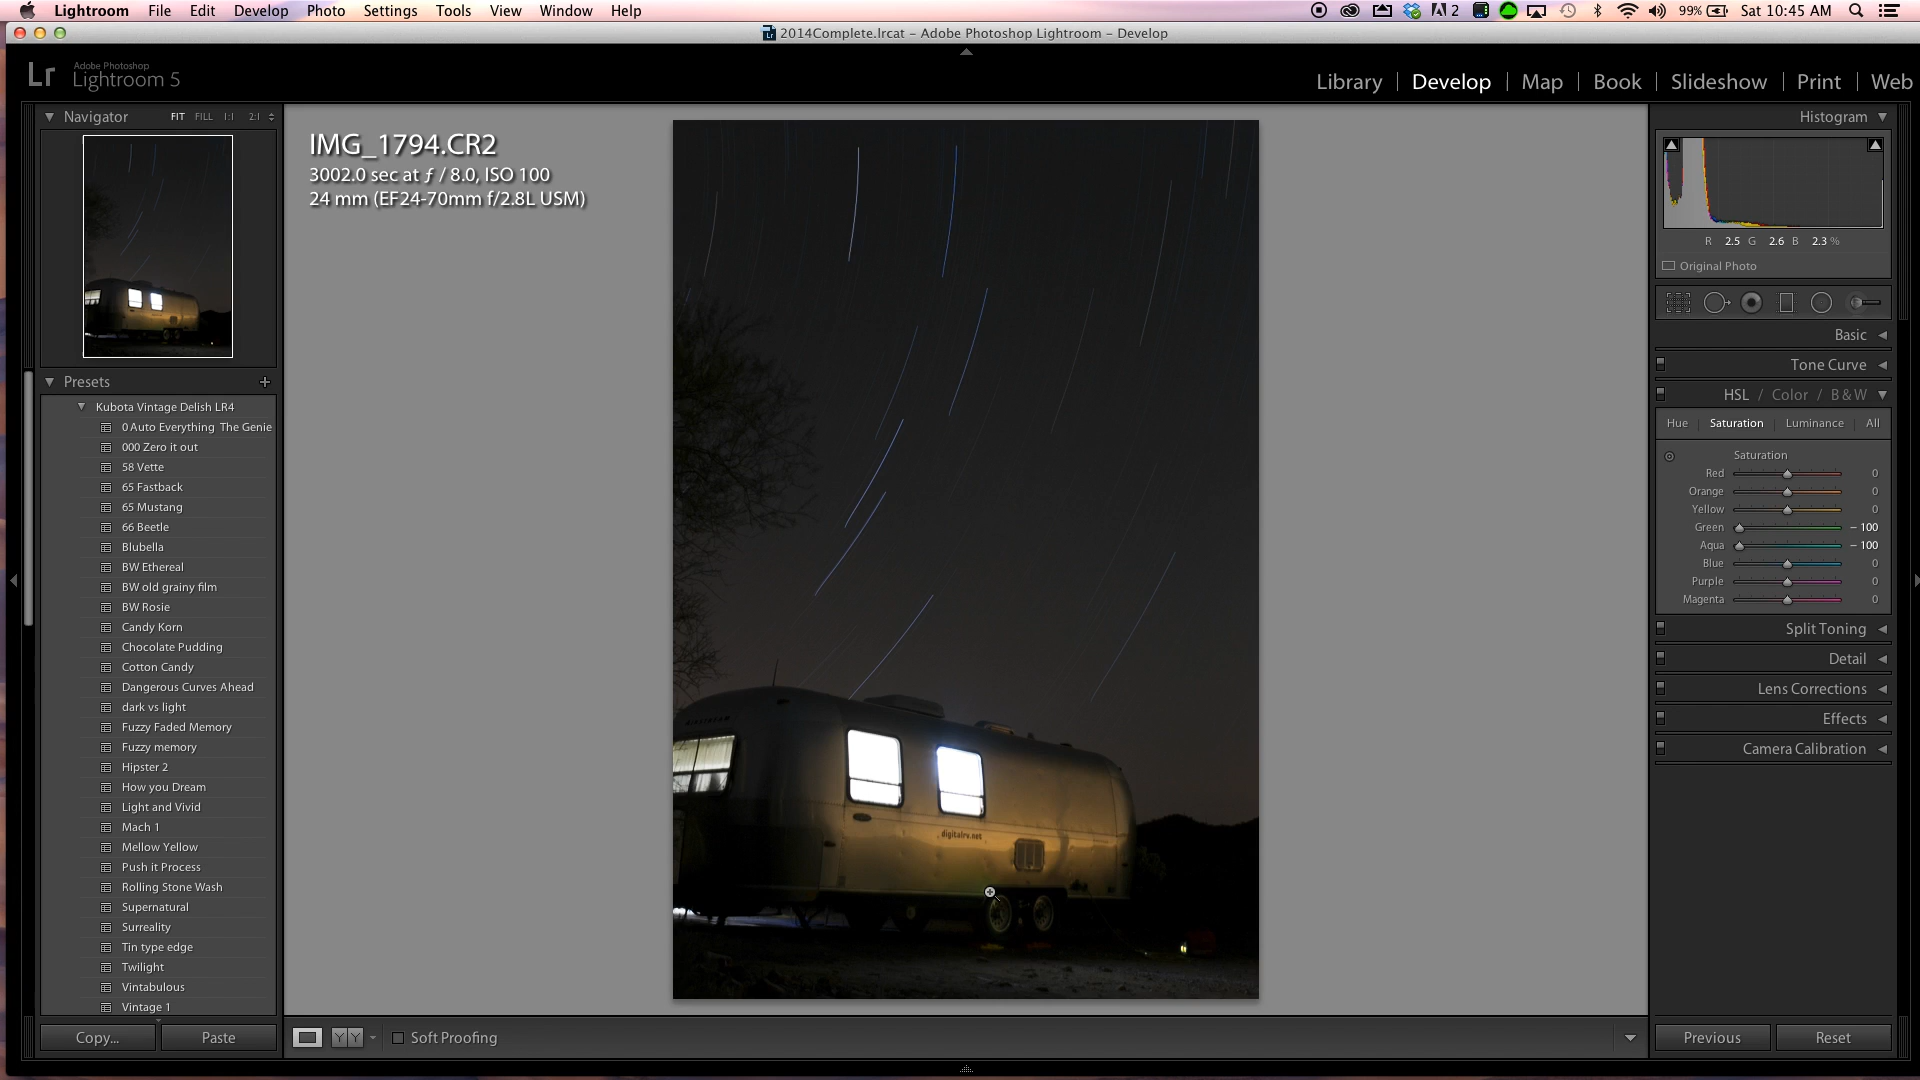 Lightroom File Edit Develop Photo Settings Tools View Window Help 2 99% Sat 10:45 AM
2014Complete.lrcat – Adobe Photoshop Lightroom – Develop
Lr Adobe Photoshop
Lightroom 5
Library | Develop | Map | Book | Slideshow | Print | Web
Navigator FIT FILL 1:1 2:1
IMG_1794.CR2
3002.0 sec at ƒ / 8.0, ISO 100
24 mm (EF24-70mm f/2.8L USM)
Presets +
Kubota Vintage Delish LR4
0 Auto Everything The Genie
000 Zero it out
58 Vette
65 Fastback
65 Mustang
66 Beetle
Blubella
BW Ethereal
BW old grainy film
BW Rosie
Candy Korn
Chocolate Pudding
Cotton Candy
Dangerous Curves Ahead
dark vs light
Fuzzy Faded Memory
Fuzzy memory
Hipster 2
How you Dream
Light and Vivid
Mach 1
Mellow Yellow
Push it Process
Rolling Stone Wash
Supernatural
Surreality
Tin type edge
Twilight
Vintabulous
Vintage 1
Copy... Paste
digitalrv.net
YY Soft Proofing
Histogram
R 2.5 G 2.6 B 2.3 %
Original Photo
Basic
Tone Curve
HSL / Color / B & W
Hue | Saturation | Luminance | All
Saturation
Red 0
Orange 0
Yellow 0
Green – 100
Aqua – 100
Blue 0
Purple 0
Magenta 0
Split Toning
Detail
Lens Corrections
Effects
Camera Calibration
Previous Reset